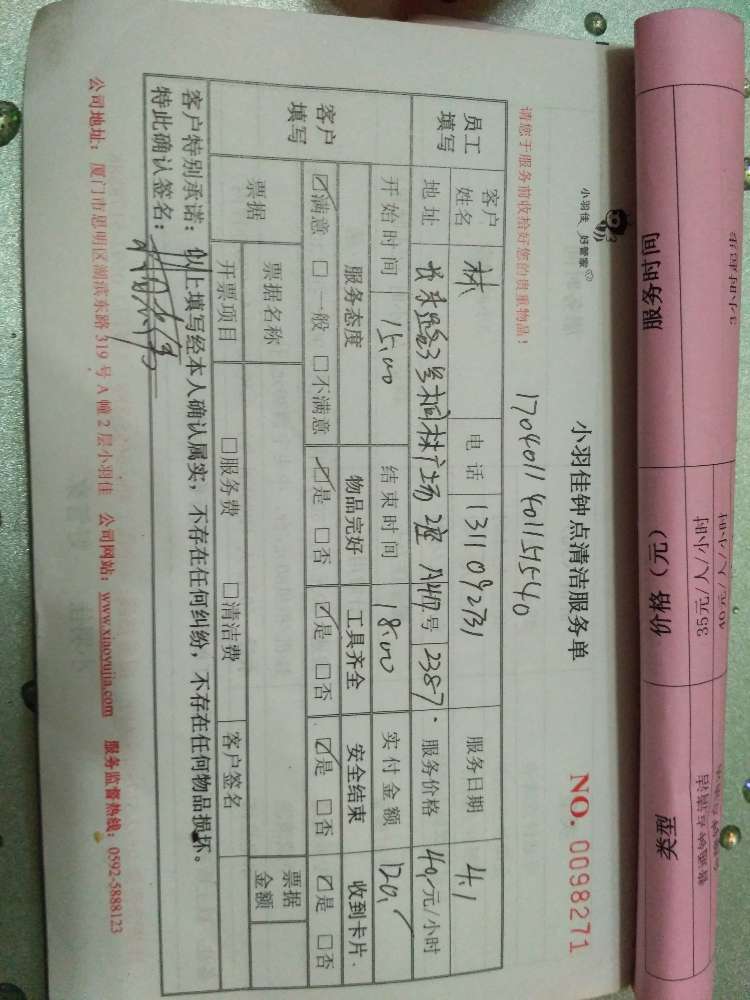 小羽佳 好管家
小羽佳钟点清洁服务单
NO. 0098271
请您于服务前收拾好您的贵重物品！
员工填写
客户姓名 林 电话 服务日期 4.1
地址 号 2387. 服务价格 40元/小时
开始时间 15:00 结束时间 18:00 实付金额 120
客户填写
服务态度 物品完好 工具齐全 安全结束 收到卡片
☑满意 □一般 □不满意 ☑是 □否 ☑是 □否 ☑是 □否 ☑是 □否
票据 票据名称 票据金额
开票项目 □服务费 □清洁费 客户签名
客户特别承诺：以上填写经本人确认属实，不存在任何纠纷，不存在任何物品损坏。
特此确认签名：
公司地址：厦门市思明区湖滨东路319号A幢2层小羽佳 公司网站：www.xiaoyujia.com 服务监督热线：0592-5888123
服务时间 价格（元） 类型
35元/人/小时